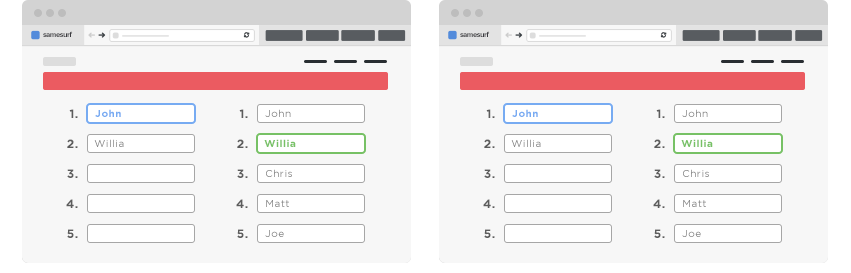 samesurf
1. John 1. John
2. Willia 2. Willia
3. 3. Chris
4. 4. Matt
5. 5. Joe
samesurf
1. John 1. John
2. Willia 2. Willia
3. 3. Chris
4. 4. Matt
5. 5. Joe